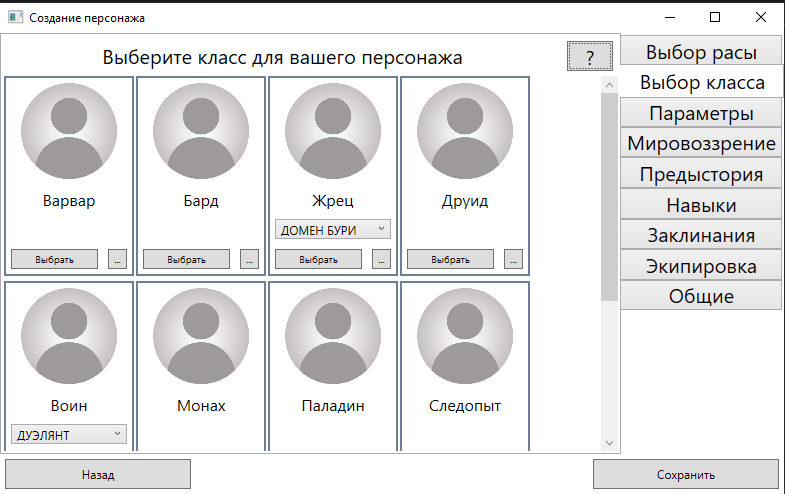 Создание персонажа
Выберите класс для вашего персонажа
?
Варвар
Бард
Жрец
Друид
ДОМЕН БУРИ
Выбрать
...
Выбрать
...
Выбрать
...
Выбрать
...
Воин
Монах
Паладин
Следопыт
ДУЭЛЯНТ
Выбор расы
Выбор класса
Параметры
Мировоззрение
Предыстория
Навыки
Заклинания
Экипировка
Общие
Назад
Сохранить